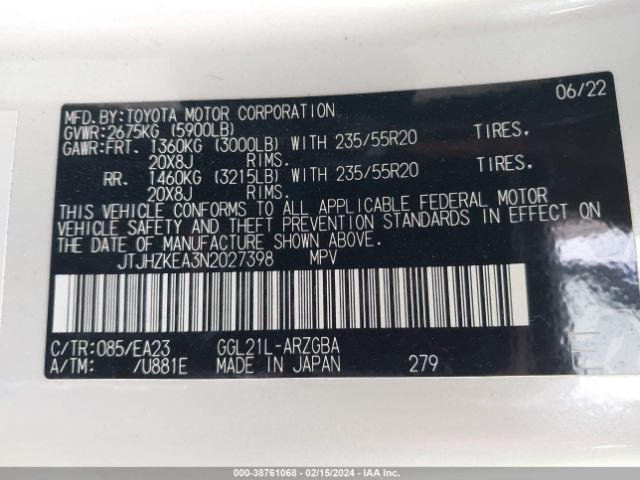 06/22
MFD. BY:TOYOTA MOTOR CORPORATION
GVWR:2675KG (5900LB)
GAWR:FRT. 1360KG (3000LB) WITH 235/55R20 TIRES.
20X8J RIMS.
RR. 1460KG (3215LB) WITH 235/55R20 TIRES.
20X8J RIMS.
THIS VEHICLE CONFORMS TO ALL APPLICABLE FEDERAL MOTOR
VEHICLE SAFETY AND THEFT PREVENTION STANDARDS IN EFFECT ON
THE DATE OF MANUFACTURE SHOWN ABOVE.
JTJHZKEA3N2027398 MPV
C/TR:085/EA23 GGL21L-ARZGBA
A/TM: /U881E MADE IN JAPAN 279
E
000-38761068 - 02/15/2024 - IAAI.COM